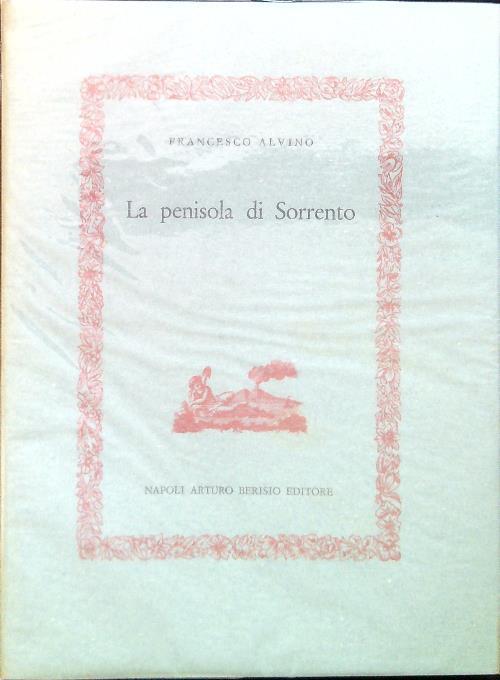 FRANCESCO ALVINO
La penisola di Sorrento
NAPOLI ARTURO BERISIO EDITORE